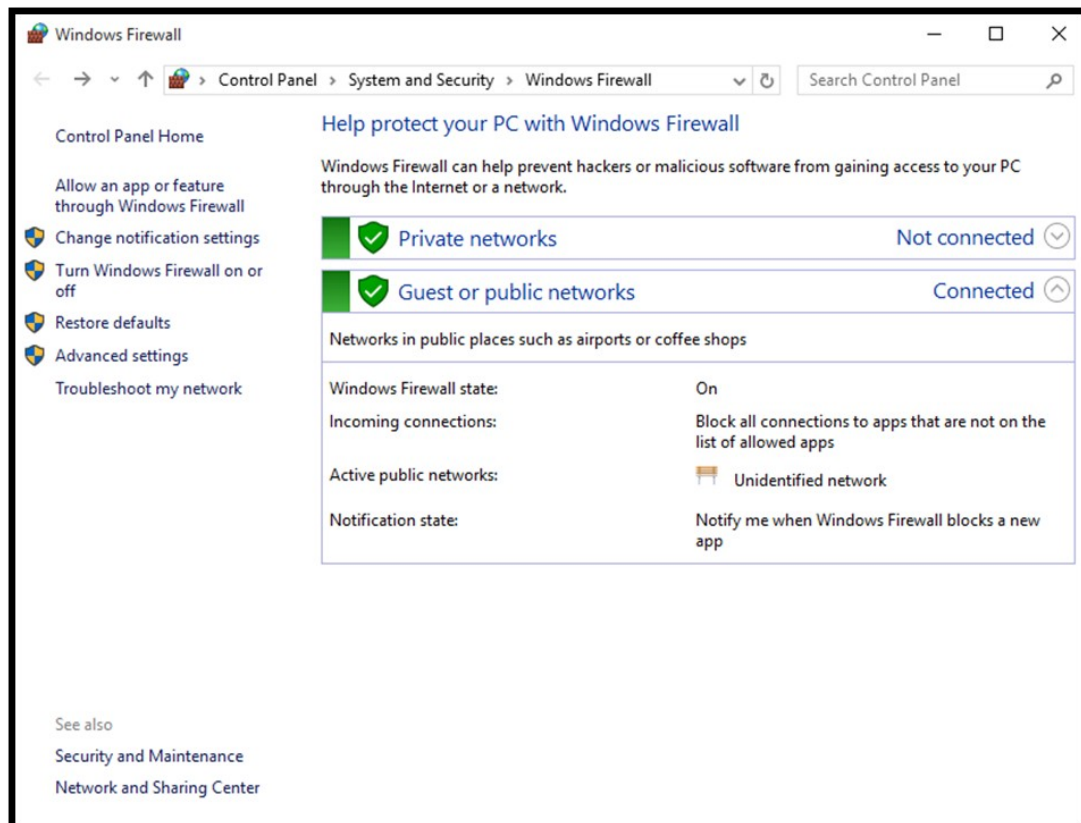 Windows Firewall
Control Panel > System and Security > Windows Firewall
Search Control Panel
Control Panel Home
Allow an app or feature
through Windows Firewall
Change notification settings
Turn Windows Firewall on or
off
Restore defaults
Advanced settings
Troubleshoot my network
See also
Security and Maintenance
Network and Sharing Center
Help protect your PC with Windows Firewall
Windows Firewall can help prevent hackers or malicious software from gaining access to your PC
through the Internet or a network.
Private networks Not connected
Guest or public networks Connected
Networks in public places such as airports or coffee shops
Windows Firewall state: On
Incoming connections: Block all connections to apps that are not on the
list of allowed apps
Active public networks: Unidentified network
Notification state: Notify me when Windows Firewall blocks a new
app